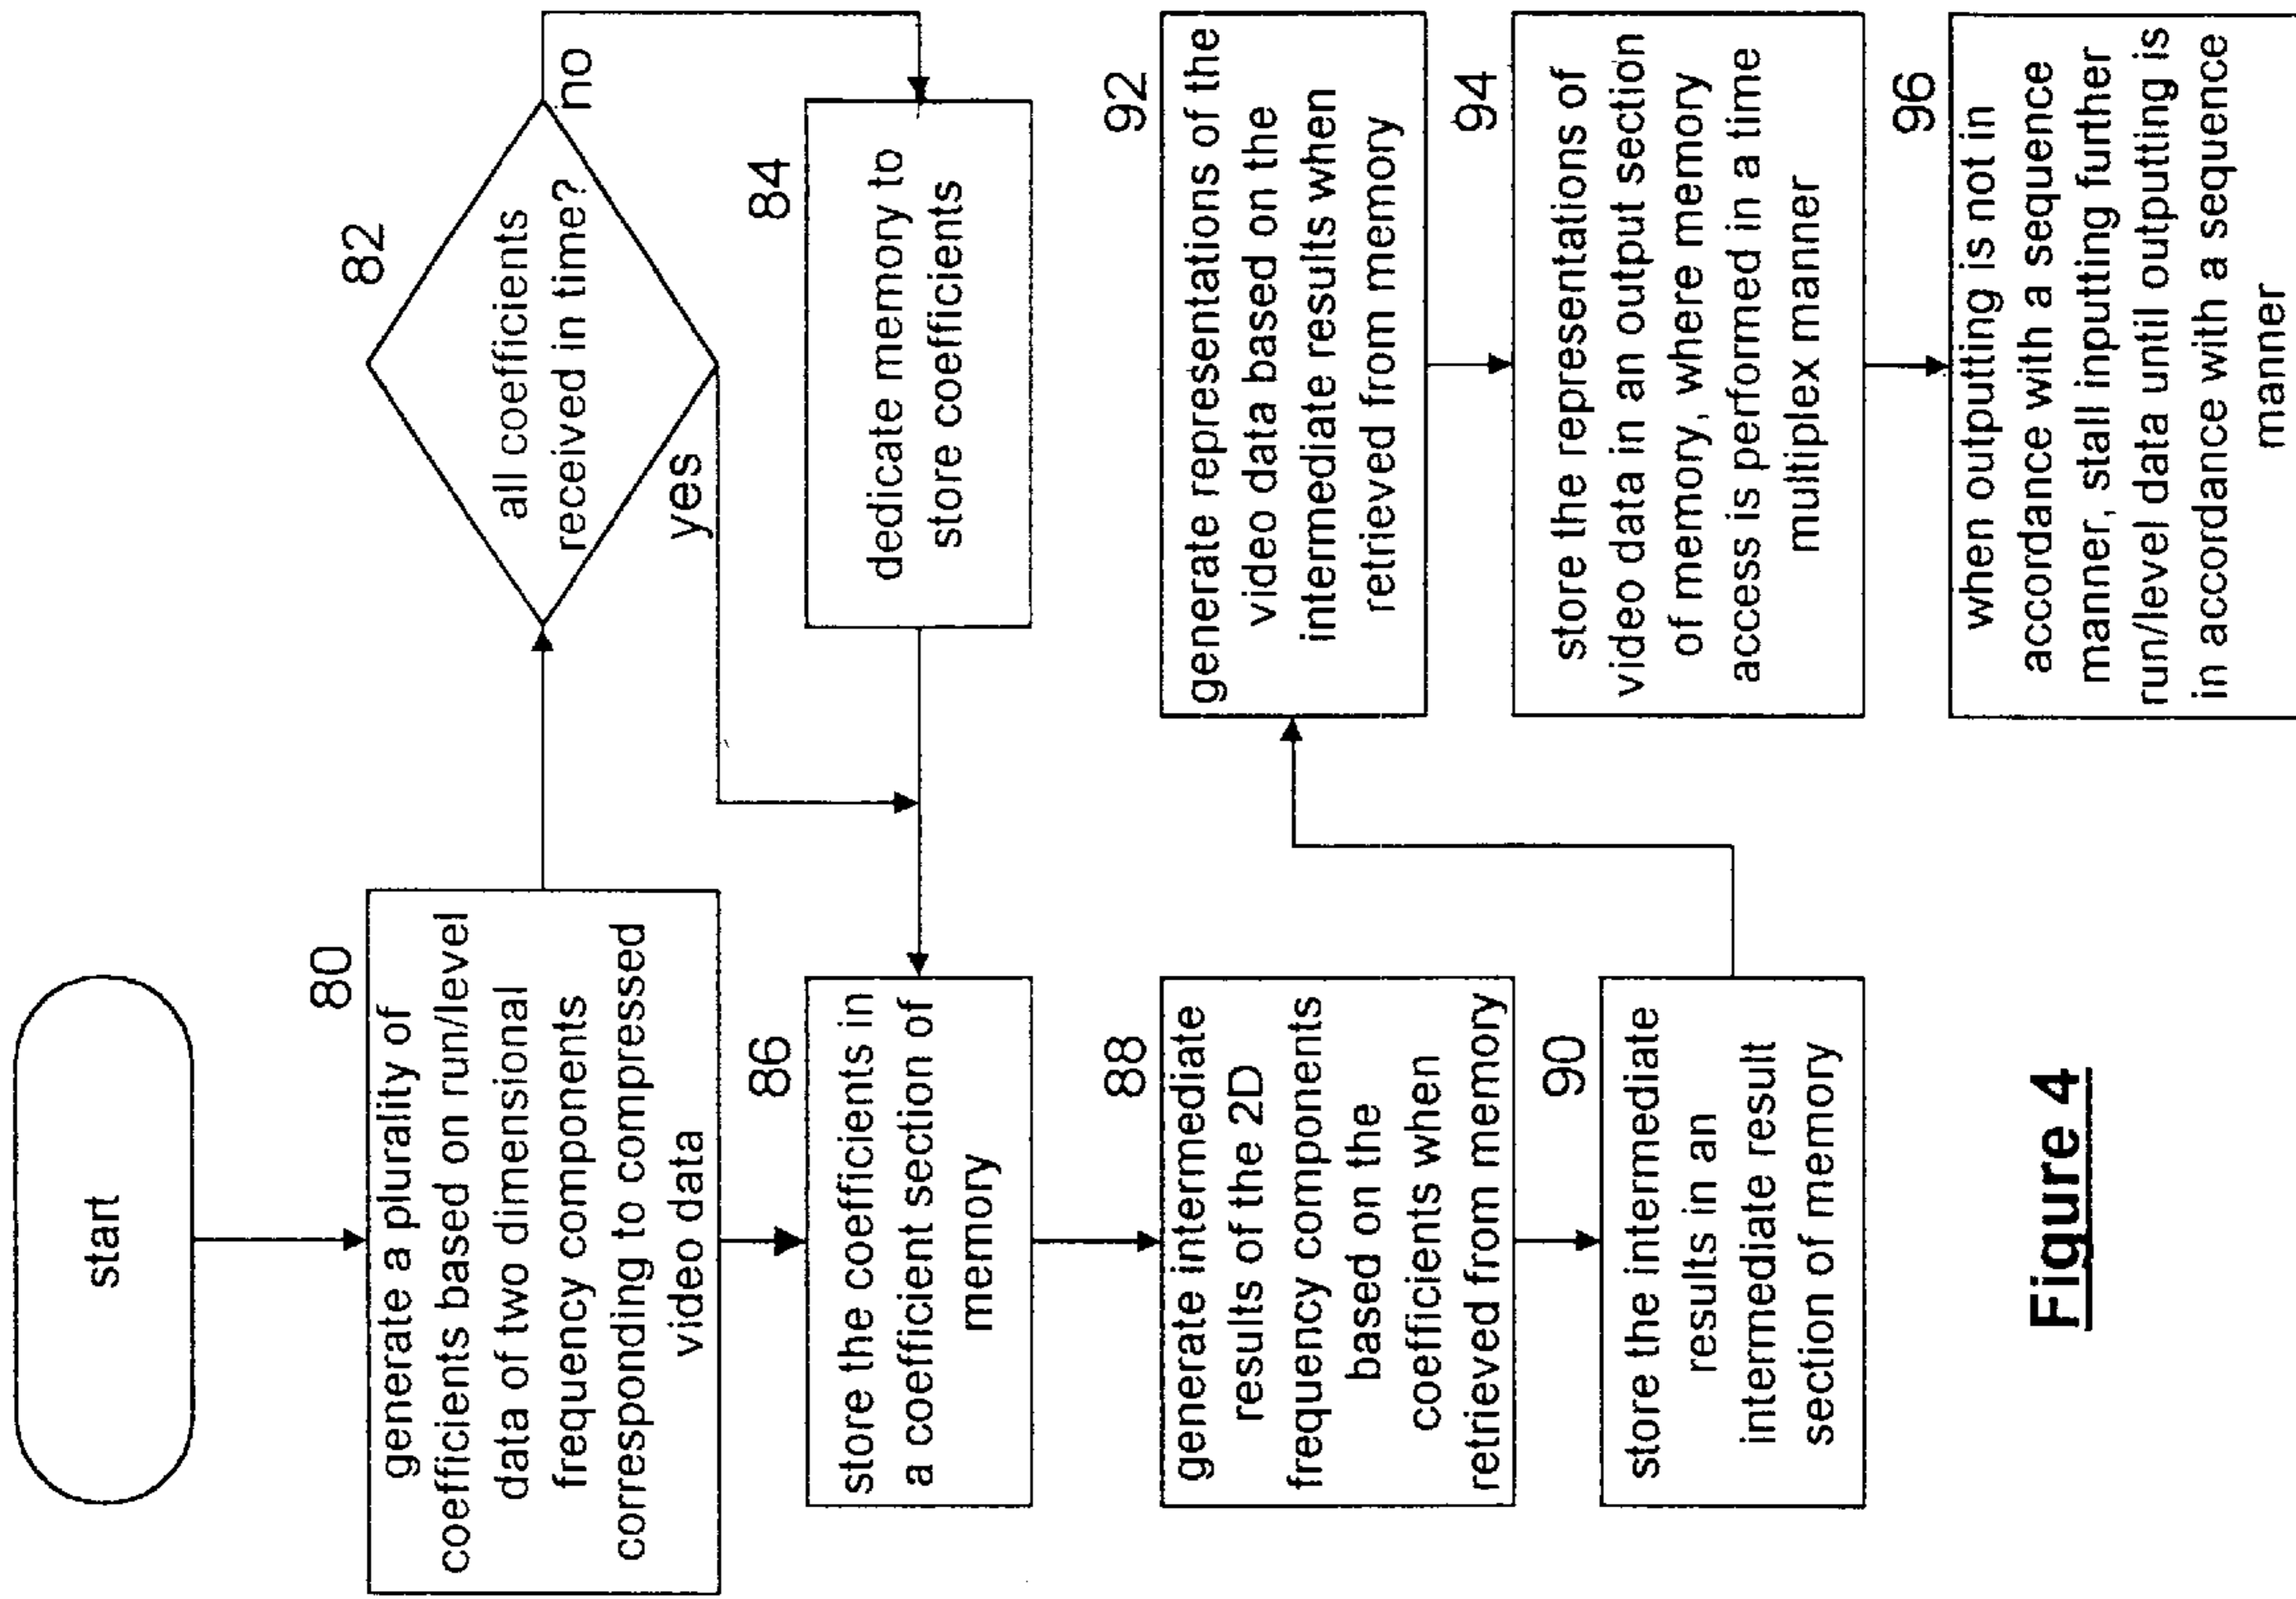 start
80
generate a plurality of
coefficients based on run/level
data of two dimensional
frequency components
corresponding to compressed
video data
82
all coefficients
received in time?
no
yes
84
dedicate memory to
store coefficients
86
store the coefficients in
a coefficient section of
memory
88
generate intermediate
results of the 2D
frequency components
based on the
coefficients when
retrieved from memory
90
store the intermediate
results in an
intermediate result
section of memory
92
generate representations of the
video data based on the
intermediate results when
retrieved from memory
94
store the representations of
video data in an output section
of memory, where memory
access is performed in a time
multiplex manner
96
when outputing is not in
accordance with a sequence
manner, stall inputing further
run/level data until outputing is
in accordance with a sequence
manner
Figure 4